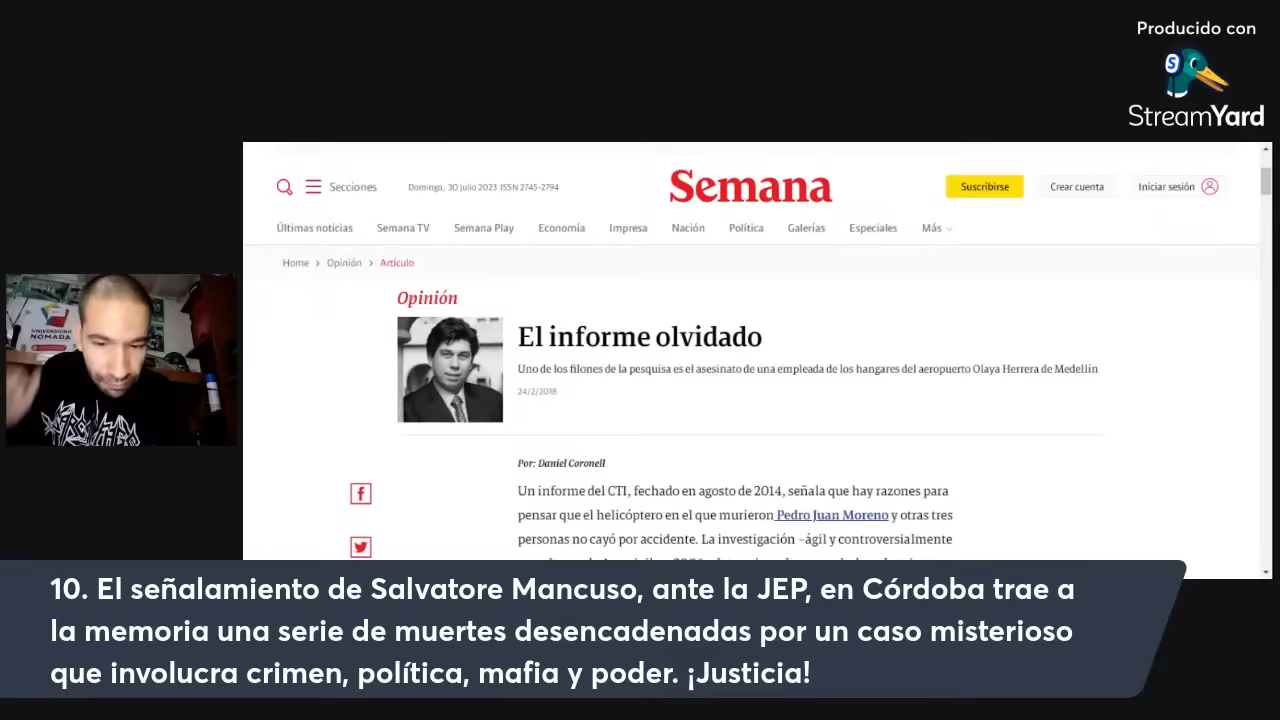 Producido con
StreamYard
Secciones
Domingo, 30 julio 2023 ISSN 2745-2794
Semana
Suscribirse
Crear cuenta
Iniciar sesión
Últimas noticias
Semana TV
Semana Play
Economía
Impresa
Nación
Política
Galerías
Especiales
Más
Home > Opinión > Artículo
Opinión
El informe olvidado
Uno de los filones de la pesquisa es el asesinato de una empleada de los hangares del aeropuerto Olaya Herrera de Medellín
24/2/2018
Por: Daniel Coronell
Un informe del CTI, fechado en agosto de 2014, señala que hay razones para
pensar que el helicóptero en el que murieron Pedro Juan Moreno y otras tres
personas no cayó por accidente. La investigación –ágil y controversialmente
UNIVERSIDAD
NÓMADA
10. El señalamiento de Salvatore Mancuso, ante la JEP, en Córdoba trae a
la memoria una serie de muertes desencadenadas por un caso misterioso
que involucra crimen, política, mafia y poder. ¡Justicia!